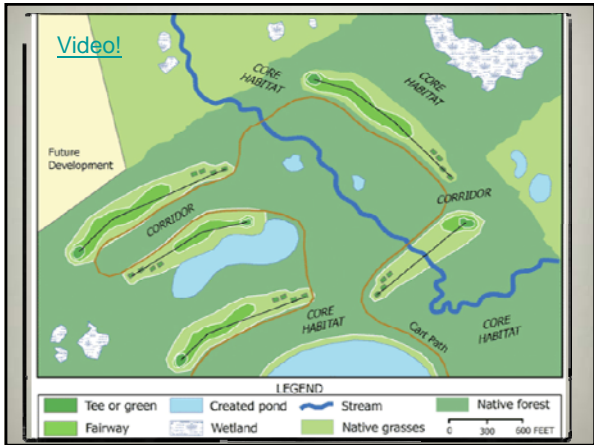 Video!
CORE
HABITAT
CORE
HABITAT
Future
Development
CORRIDOR
CORRIDOR
CORE
HABITAT
CORE
HABITAT
Cart Path
LEGEND
Tee or green
Created pond
Stream
Native forest
Fairway
Wetland
Native grasses
0 300 600 FEET